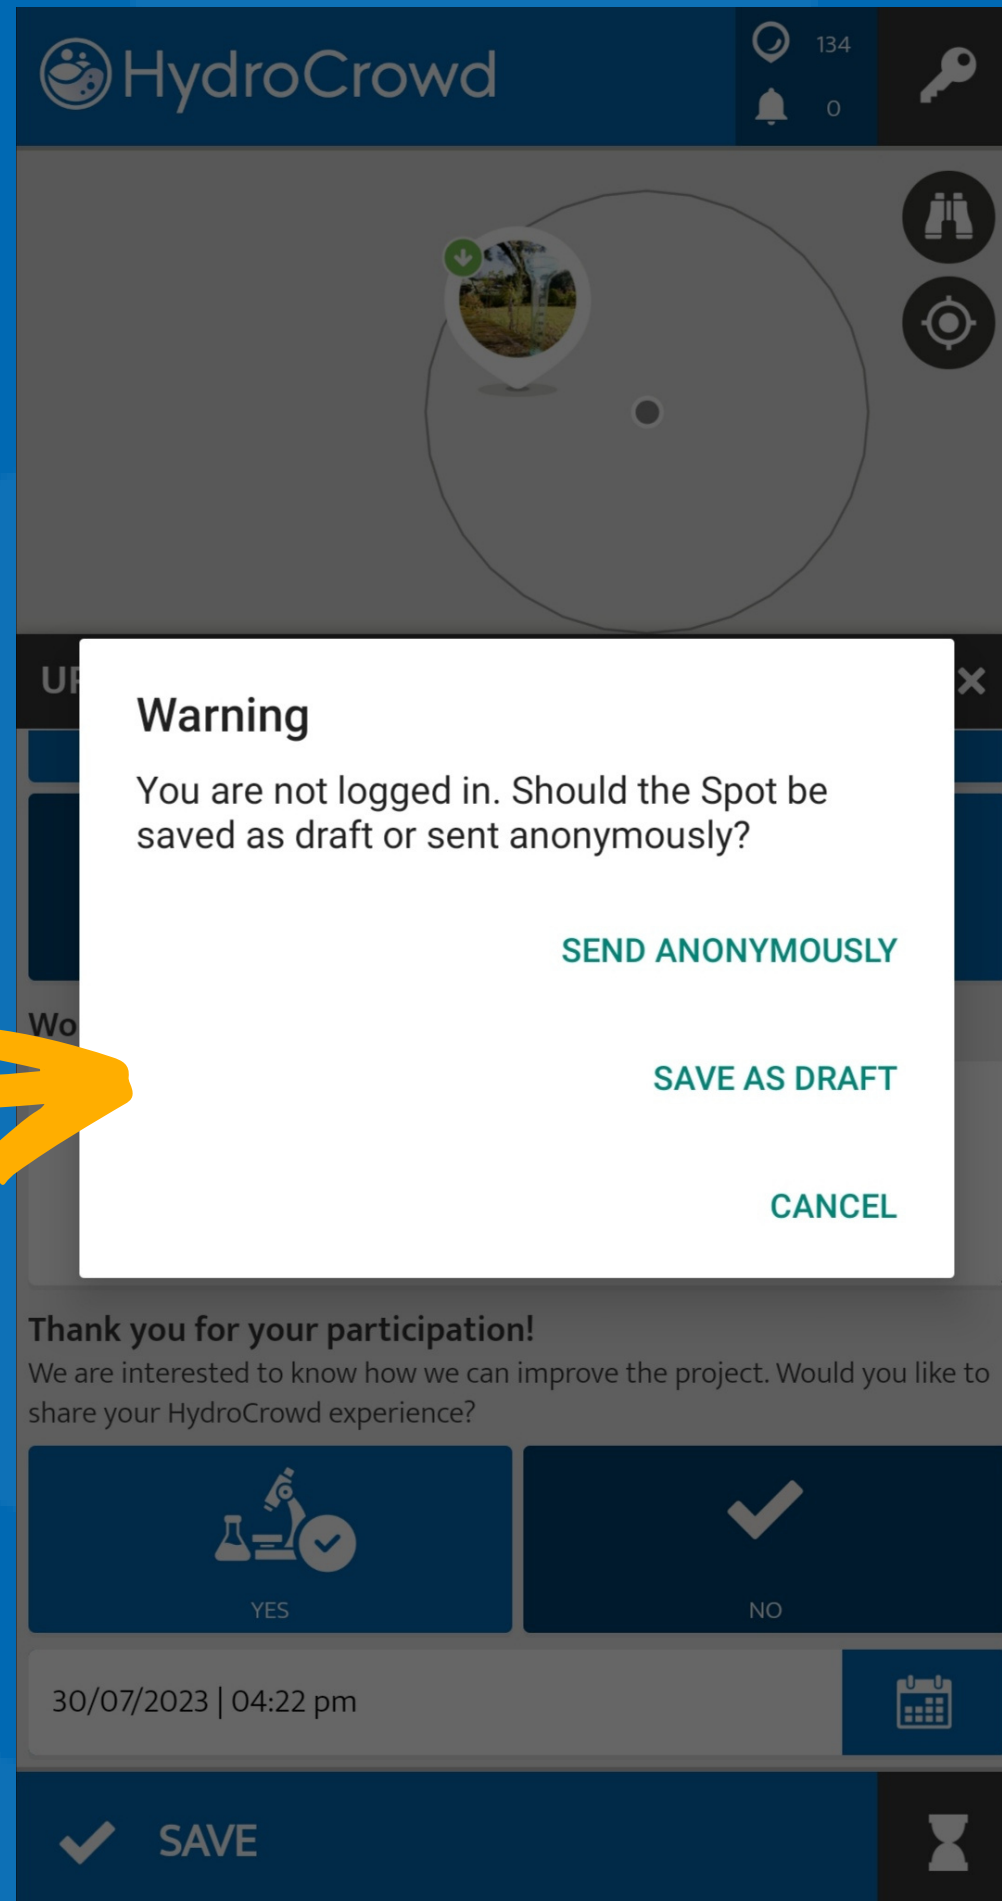 HydroCrowd
134
0
UP
Warning
You are not logged in. Should the Spot be
saved as draft or sent anonymously?
SEND ANONYMOUSLY
Wo
SAVE AS DRAFT
CANCEL
Thank you for your participation!
We are interested to know how we can improve the project. Would you like to
share your HydroCrowd experience?
YES
NO
30/07/2023 | 04:22 pm
SAVE